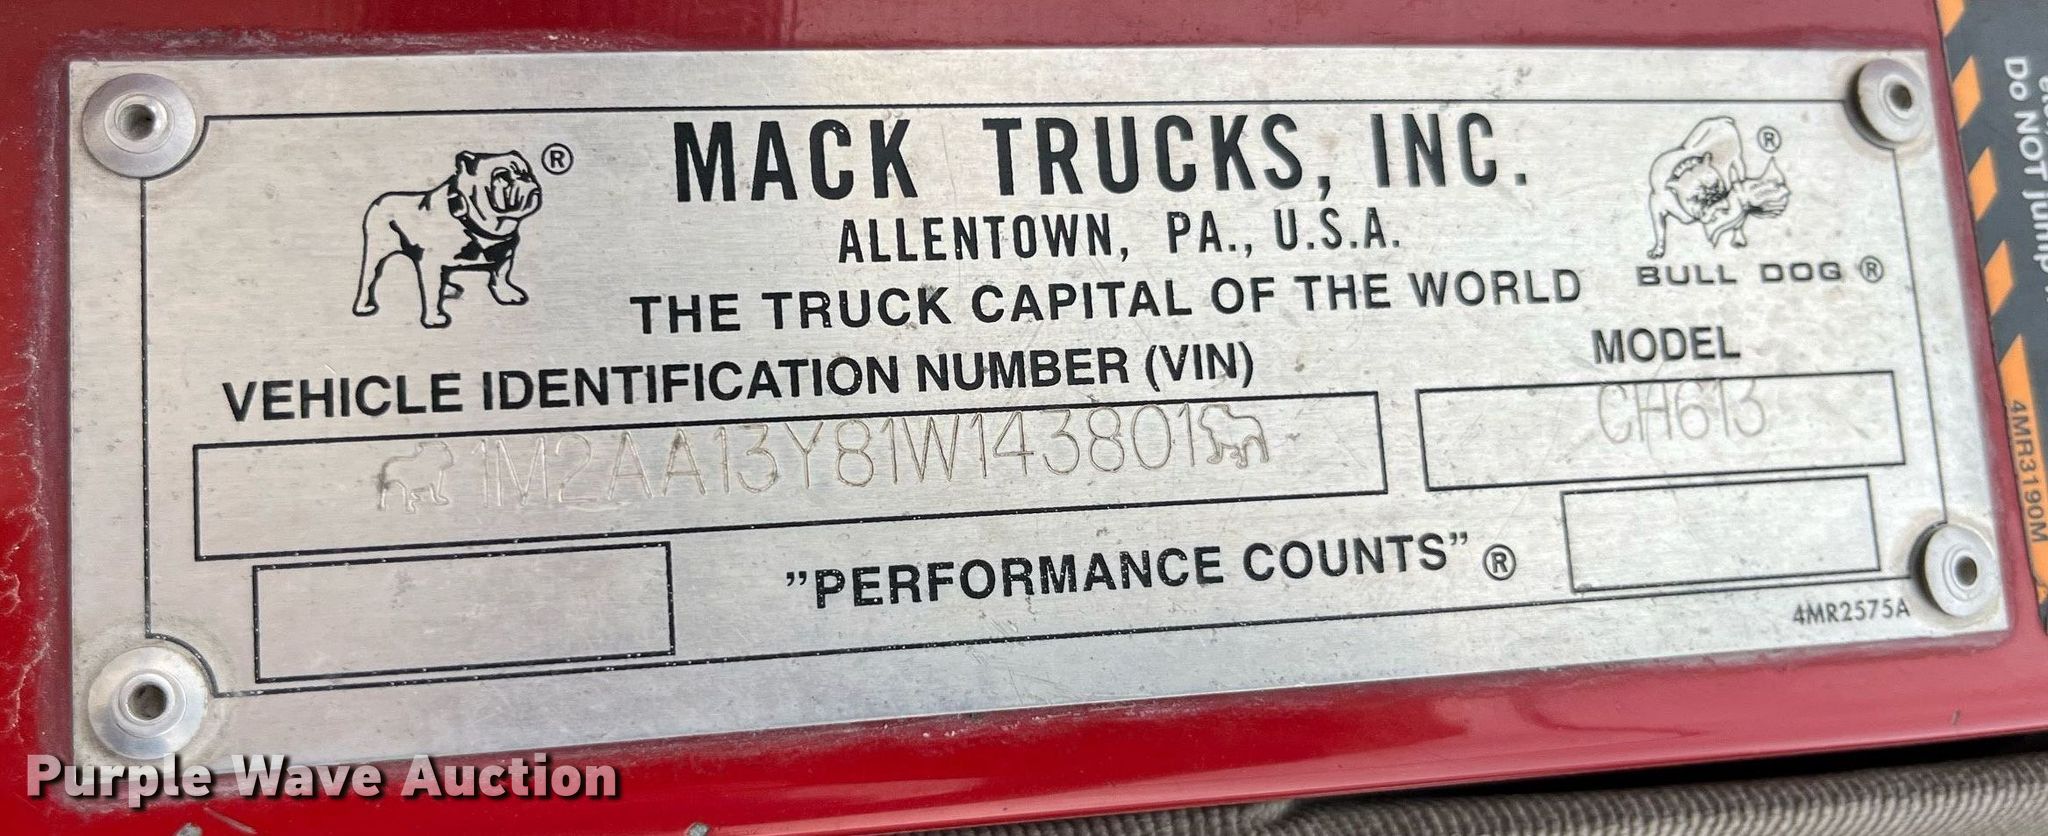 MACK TRUCKS, INC.
ALLENTOWN, PA., U.S.A.
THE TRUCK CAPITAL OF THE WORLD
®
®
BULL DOG ®
VEHICLE IDENTIFICATION NUMBER (VIN)
MODEL
1M2AA13Y81W143801
CH613
"PERFORMANCE COUNTS" ®
4MR2575A
Do NOT jump
4MR3190M
Purple Wave Auction